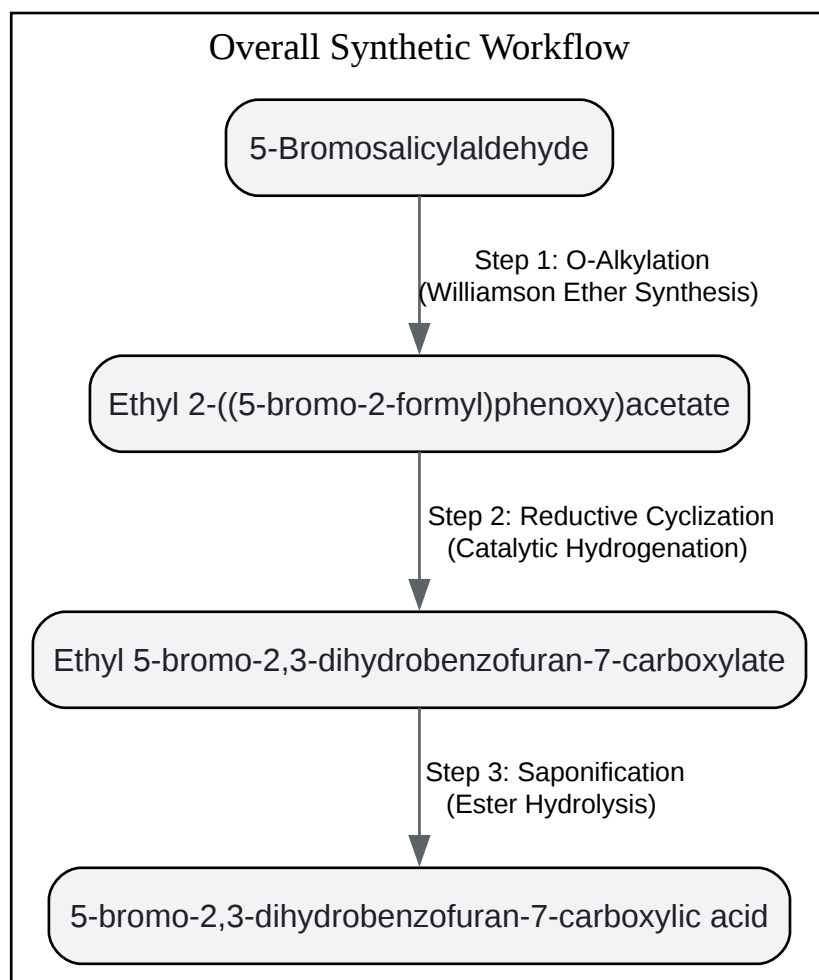 Overall Synthetic Workflow
5-Bromosalicylaldehyde
Step 1: O-Alkylation
(Williamson Ether Synthesis)
Ethyl 2-((5-bromo-2-formyl)phenoxy)acetate
Step 2: Reductive Cyclization
(Catalytic Hydrogenation)
Ethyl 5-bromo-2,3-dihydrobenzofuran-7-carboxylate
Step 3: Saponification
(Ester Hydrolysis)
5-bromo-2,3-dihydrobenzofuran-7-carboxylic acid